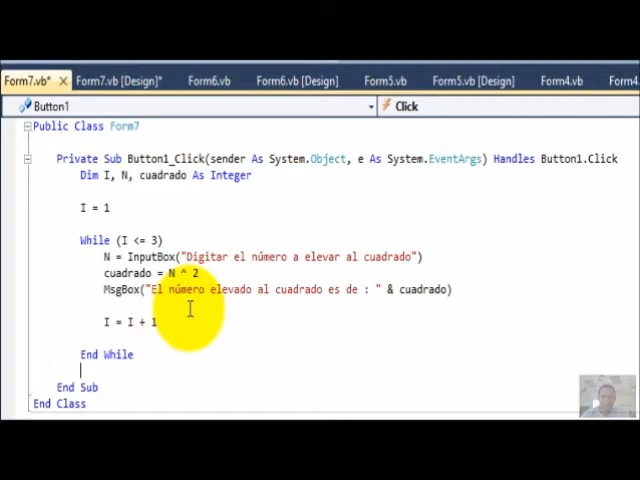 Form7.vb* Form7.vb [Design]* Form6.vb Form6.vb [Design] Form5.vb Form5.vb [Design] Form4.vb Form4.
Button1 Click
Public Class Form7
Private Sub Button1_Click(sender As System.Object, e As System.EventArgs) Handles Button1.Click
Dim I, N, cuadrado As Integer
I = 1
While (I <= 3)
N = InputBox("Digitar el número a elevar al cuadrado")
cuadrado = N ^ 2
MsgBox("El número elevado al cuadrado es de : " & cuadrado)
I = I + 1
End While
End Sub
End Class